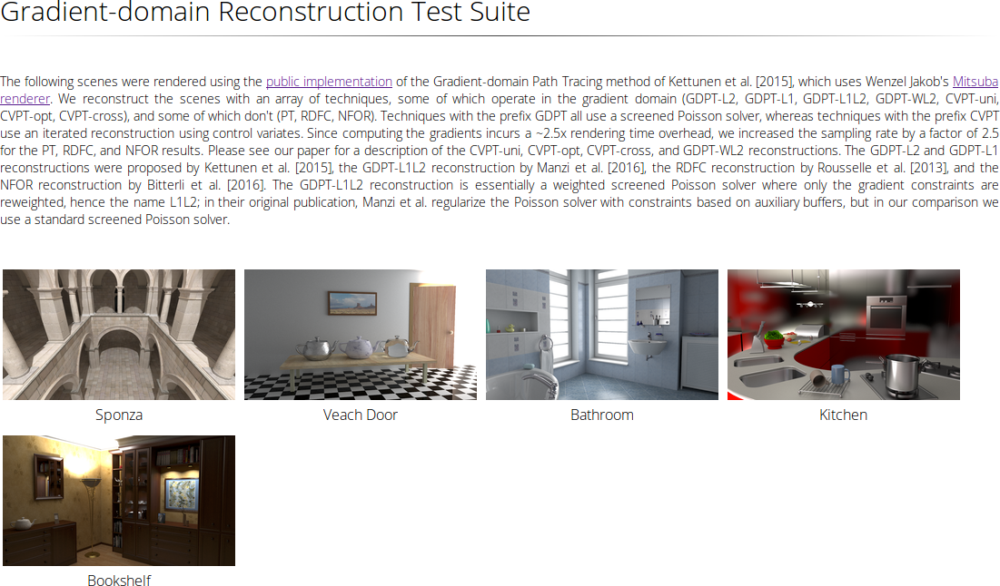 Gradient-domain Reconstruction Test Suite
The following scenes were rendered using the public implementation of the Gradient-domain Path Tracing method of Kettunen et al. [2015], which uses Wenzel Jakob's Mitsuba
renderer. We reconstruct the scenes with an array of techniques, some of which operate in the gradient domain (GDPT-L2, GDPT-L1, GDPT-L1L2, GDPT-WL2, CVPT-uni,
CVPT-opt, CVPT-cross), and some of which don't (PT, RDFC, NFOR). Techniques with the prefix GDPT all use a screened Poisson solver, whereas techniques with the prefix CVPT
use an iterated reconstruction using control variates. Since computing the gradients incurs a ~2.5x rendering time overhead, we increased the sampling rate by a factor of 2.5
for the PT, RDFC, and NFOR results. Please see our paper for a description of the CVPT-uni, CVPT-opt, CVPT-cross, and GDPT-WL2 reconstructions. The GDPT-L2 and GDPT-L1
reconstructions were proposed by Kettunen et al. [2015], the GDPT-L1L2 reconstruction by Manzi et al. [2016], the RDFC reconstruction by Rousselle et al. [2013], and the
NFOR reconstruction by Bitterli et al. [2016]. The GDPT-L1L2 reconstruction is essentially a weighted screened Poisson solver where only the gradient constraints are
reweighted, hence the name L1L2; in their original publication, Manzi et al. regularize the Poisson solver with constraints based on auxiliary buffers, but in our comparison we
use a standard screened Poisson solver.
Sponza
Veach Door
Bathroom
Kitchen
Bookshelf